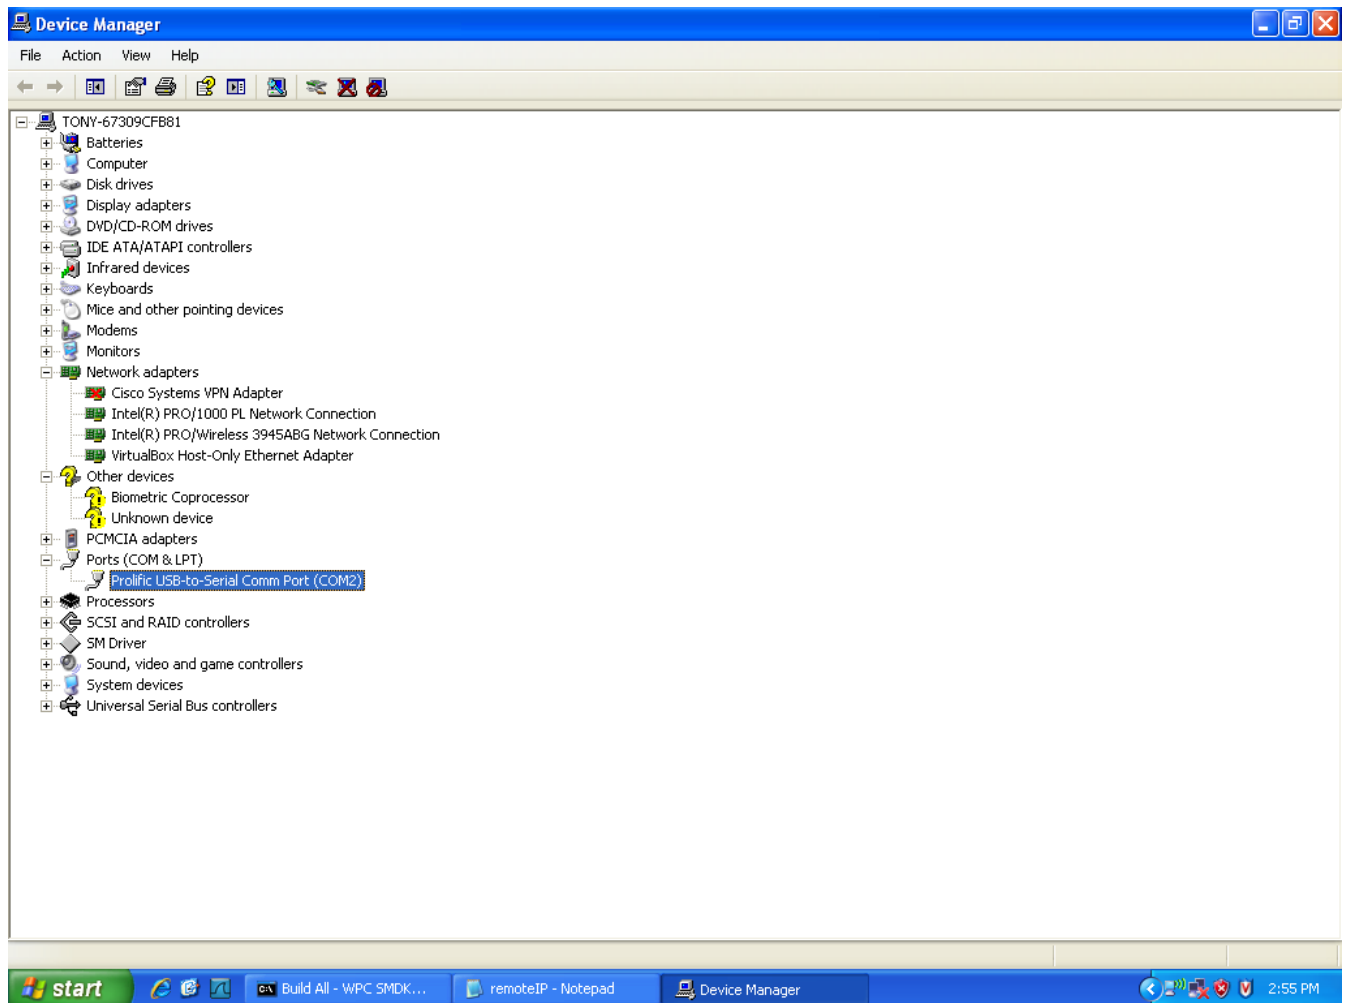 Device Manager
File Action View Help
TONY-67309CFB81
Batteries
Computer
Disk drives
Display adapters
DVD/CD-ROM drives
IDE ATA/ATAPI controllers
Infrared devices
Keyboards
Mice and other pointing devices
Modems
Monitors
Network adapters
Cisco Systems VPN Adapter
Intel(R) PRO/1000 PL Network Connection
Intel(R) PRO/Wireless 3945ABG Network Connection
VirtualBox Host-Only Ethernet Adapter
Other devices
Biometric Coprocessor
Unknown device
PCMCIA adapters
Ports (COM & LPT)
Prolific USB-to-Serial Comm Port (COM2)
Processors
SCSI and RAID controllers
SM Driver
Sound, video and game controllers
System devices
Universal Serial Bus controllers
start Build All - WPC SMDK... remoteIP - Notepad Device Manager 2:55 PM